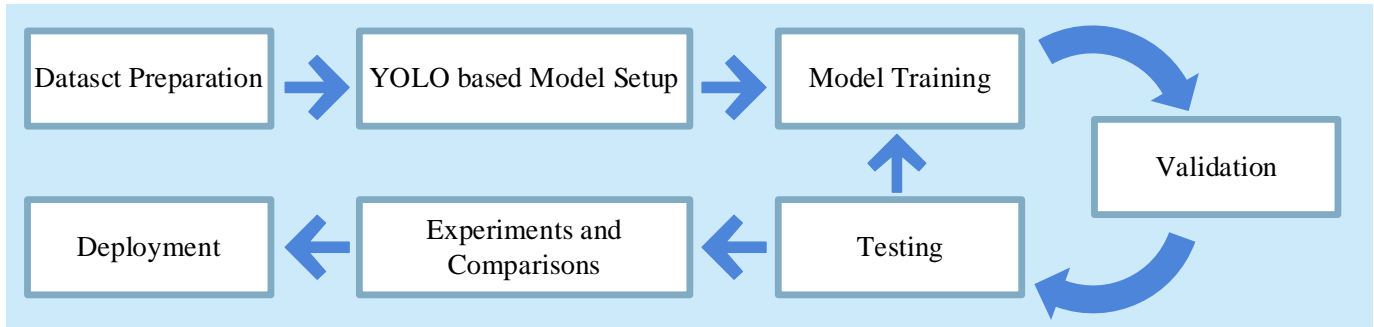 Datasct Preparation
YOLO based Model Setup
Model Training
Validation
Testing
Experiments and
Comparisons
Deployment